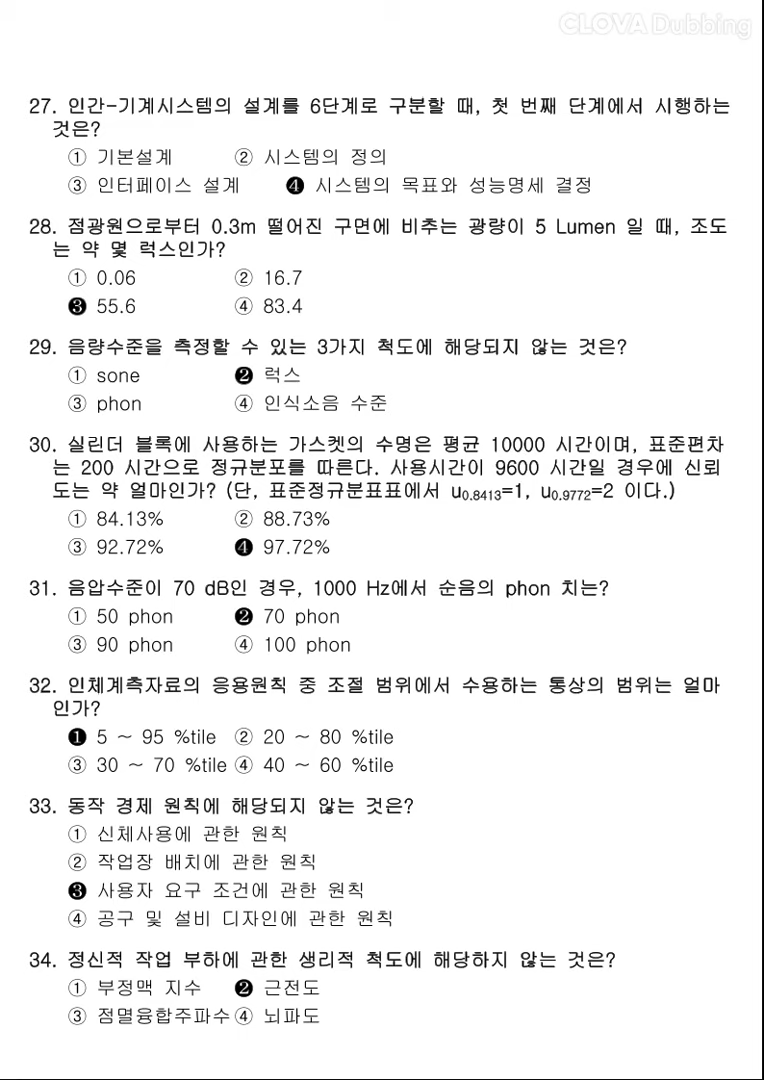 CLOVA Dubbing
27. 인간-기계시스템의 설계를 6단계로 구분할 때, 첫 번째 단계에서 시행하는
것은?
① 기본설계 ② 시스템의 정의
③ 인터페이스 설계 ❹ 시스템의 목표와 성능명세 결정
28. 점광원으로부터 0.3m 떨어진 구면에 비추는 광량이 5 Lumen 일 때, 조도
는 약 몇 럭스인가?
① 0.06 ② 16.7
❸ 55.6 ④ 83.4
29. 음량수준을 측정할 수 있는 3가지 척도에 해당되지 않는 것은?
① sone ❷ 럭스
③ phon ④ 인식소음 수준
30. 실린더 블록에 사용하는 가스켓의 수명은 평균 10000 시간이며, 표준편차
는 200 시간으로 정규분포를 따른다. 사용시간이 9600 시간일 경우에 신뢰
도는 약 얼마인가? (단, 표준정규분포표에서 u₀.₈₄₁₃=1, u₀.₉₇₇₂=2 이다.)
① 84.13% ② 88.73%
③ 92.72% ❹ 97.72%
31. 음압수준이 70 dB인 경우, 1000 Hz에서 순음의 phon 치는?
① 50 phon ❷ 70 phon
③ 90 phon ④ 100 phon
32. 인체계측자료의 응용원칙 중 조절 범위에서 수용하는 통상의 범위는 얼마
인가?
❶ 5 ~ 95 %tile ② 20 ~ 80 %tile
③ 30 ~ 70 %tile ④ 40 ~ 60 %tile
33. 동작 경제 원칙에 해당되지 않는 것은?
① 신체사용에 관한 원칙
② 작업장 배치에 관한 원칙
❸ 사용자 요구 조건에 관한 원칙
④ 공구 및 설비 디자인에 관한 원칙
34. 정신적 작업 부하에 관한 생리적 척도에 해당하지 않는 것은?
① 부정맥 지수 ❷ 근전도
③ 점멸융합주파수 ④ 뇌파도